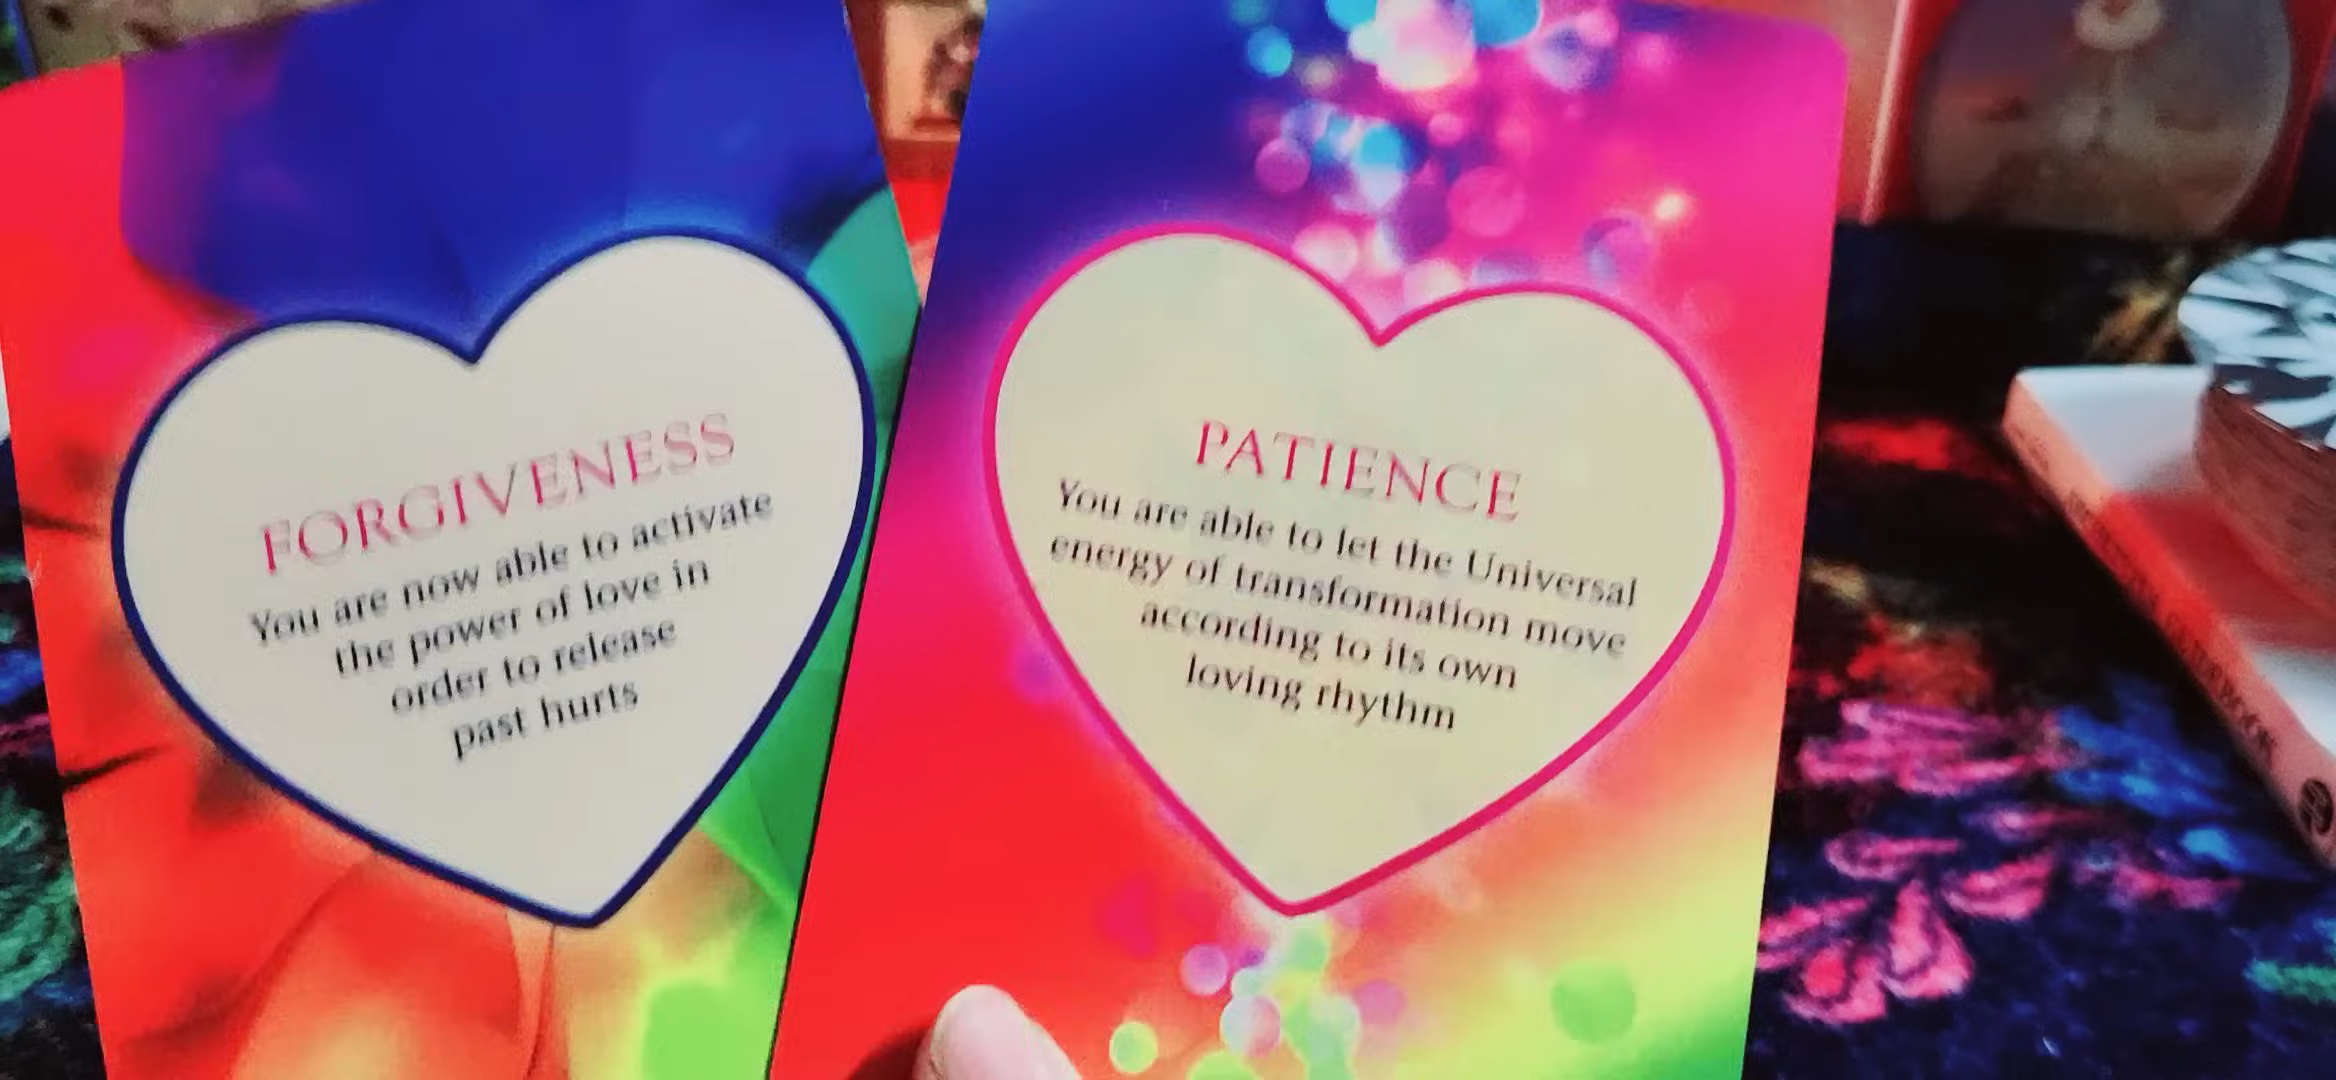 FORGIVENESS
You are now able to activate
the power of love in
order to release
past hurts
PATIENCE
You are able to let the Universal
energy of transformation move
according to its own
loving rhythm